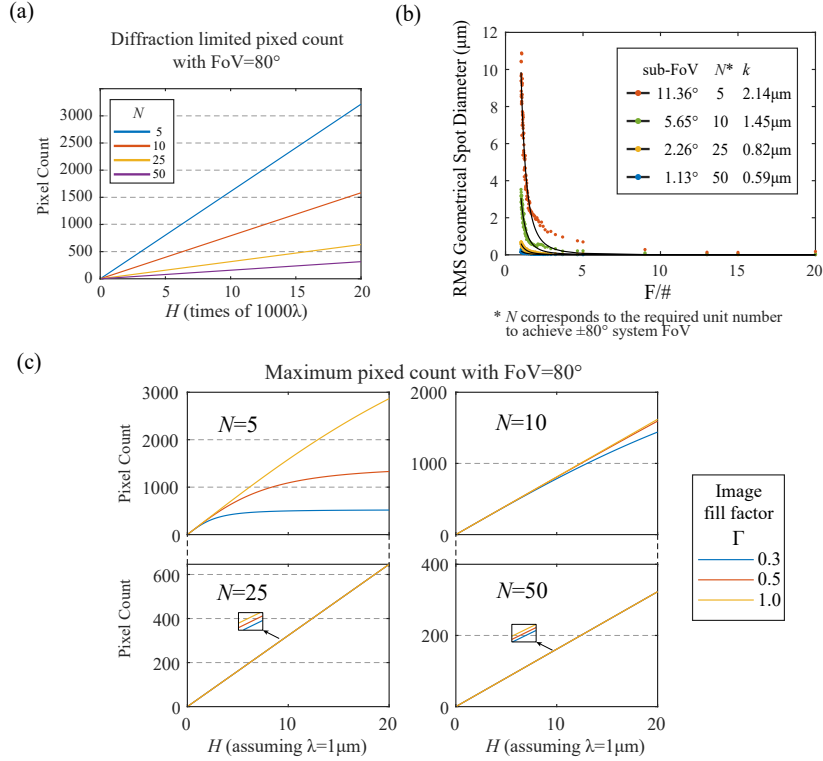 (a)
Diffraction limited pixed count
with FoV=80°
Pixel Count
3000
2500
2000
1500
1000
500
0
N
5
10
25
50
0
5
10
15
20
H (times of 1000λ)
(b)
RMS Geometrical Spot Diameter (μm)
12
10
8
6
4
2
0
sub-FoV N* k
11.36° 5 2.14μm
5.65° 10 1.45μm
2.26° 25 0.82μm
1.13° 50 0.59μm
0
5
10
15
20
F/#
* N corresponds to the required unit number
to achieve ±80° system FoV
(c)
Maximum pixed count with FoV=80°
Pixel Count
3000
2000
1000
0
N=5
2000
1000
0
N=10
Pixel Count
600
400
200
0
N=25
0
10
20
H (assuming λ=1μm)
400
200
0
N=50
0
10
20
H (assuming λ=1μm)
Image
fill factor
Γ
0.3
0.5
1.0